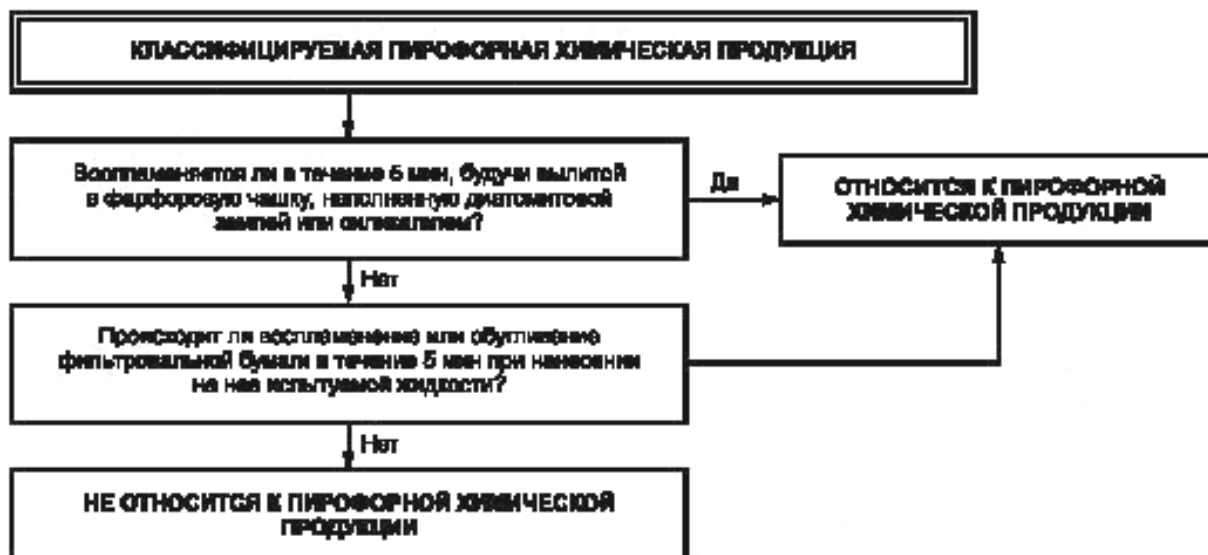 КЛАССИФИЦИРУЕМАЯ ПИРОФОРНАЯ ХИМИЧЕСКАЯ ПРОДУКЦИЯ
Воспламеняется ли в течение 5 мин, будучи вылитой
в фарфоровую чашку, наполненную диатомитовой
землей или силикагелем?
Да
ОТНОСИТСЯ К ПИРОФОРНОЙ
ХИМИЧЕСКОЙ ПРОДУКЦИИ
Нет
Происходит ли воспламенение или обугливание
фильтровальной бумаги в течение 5 мин при нанесении
на нее испытуемой жидкости?
Нет
НЕ ОТНОСИТСЯ К ПИРОФОРНОЙ ХИМИЧЕСКОЙ
ПРОДУКЦИИ